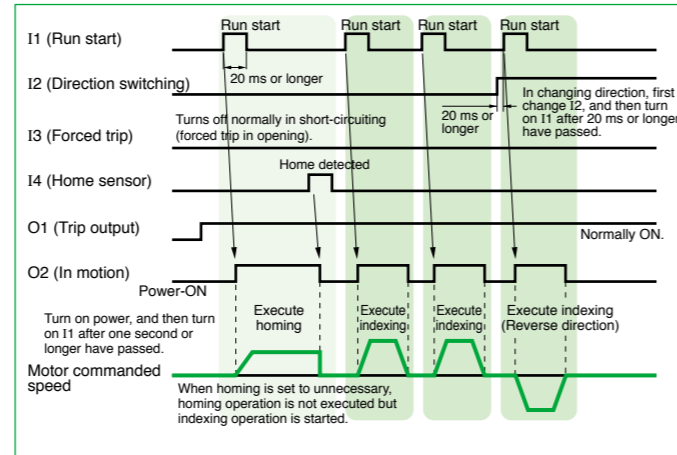 Run start Run start Run start Run start
I1 (Run start)
20 ms or longer
I2 (Direction switching)
20 ms or
longer
In changing direction, first
change I2, and then turn
on I1 after 20 ms or longer
have passed.
Turns off normally in short-circuiting
(forced trip in opening).
I3 (Forced trip)
Home detected
I4 (Home sensor)
O1 (Trip output)
Normally ON.
O2 (In motion)
Power-ON
Turn on power, and then turn
on I1 after one second or
longer have passed.
Execute
homing
Execute
indexing
Execute
indexing
Execute indexing
(Reverse direction)
Motor commanded
speed
When homing is set to unnecessary,
homing operation is not executed but
indexing operation is started.